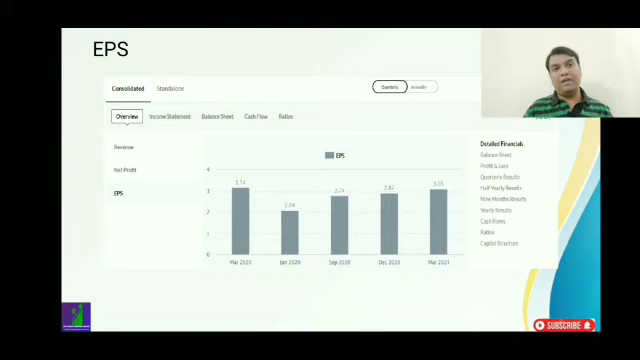 EPS
Consolidated Standalone
Quarterly Annually
Overview Income Statement Balance Sheet Cash Flow Ratios
Revenue
Net Profit
EPS
EPS
4
3
2
1
0
3.14
2.04
2.74
2.82
3.05
Mar 2020 Jun 2020 Sep 2020 Dec 2020 Mar 2021
Detailed Financials
Balance Sheet
Profit & Loss
Quarterly Results
Half Yearly Results
Nine Months Results
Yearly Results
Cash Flows
Ratios
Capital Structure
SUBSCRIBE